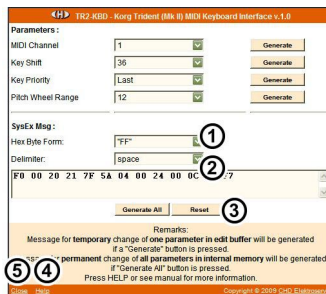 CHD TR2-KBD - Korg Trident (Mk II) MIDI Keyboard Interface v.1.0
Parameters :
MIDI Channel 1 Generate
Key Shift 36 Generate
Key Priority Last Generate
Pitch Wheel Range 12 Generate
SysEx Msg :
Hex Byte Form: "FF" 1
Delimiter: space 2
F0 00 20 21 7F 5A 04 00 24 00 0C F7
Generate All Reset 3
Remarks:
Message for temporary change of one parameter in edit buffer will be generated
if a "Generate" button is pressed.
for permanent change of all parameters in internal memory will be generated
if "Generate All" button is pressed.
Press HELP or see manual for more information.
5 4
Close Help Copyright © 2009 CHD Elektroserv